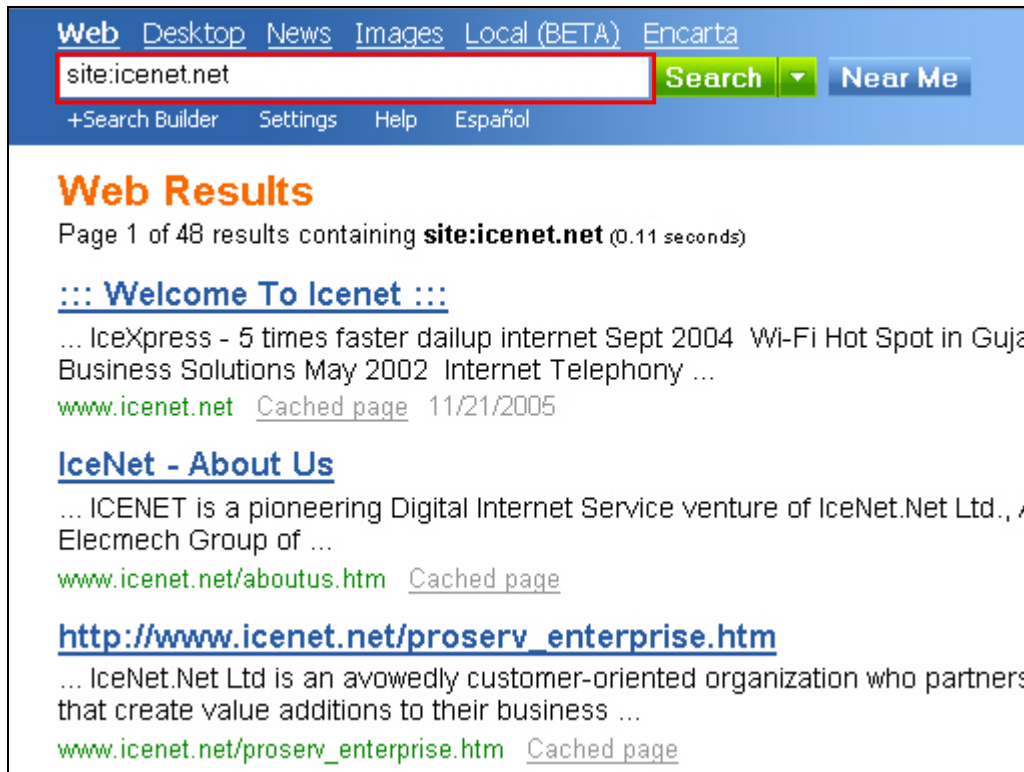 Web Desktop News Images Local (BETA) Encarta
site:icenet.net Search Near Me
+Search Builder Settings Help Español
Web Results
Page 1 of 48 results containing site:icenet.net (0.11 seconds)
::: Welcome To Icenet :::
... IceXpress - 5 times faster dailup internet Sept 2004 Wi-Fi Hot Spot in
Business Solutions May 2002 Internet Telephony ...
www.icenet.net Cached page 11/21/2005
IceNet - About Us
... ICENET is a pioneering Digital Internet Service venture of IceNet.Net Ltd.,
Elecmech Group of ...
www.icenet.net/aboutus.htm Cached page
http://www.icenet.net/proserv_enterprise.htm
... IceNet.Net Ltd is an avowedly customer-oriented organization who partners
that create value additions to their business ...
www.icenet.net/proserv_enterprise.htm Cached page